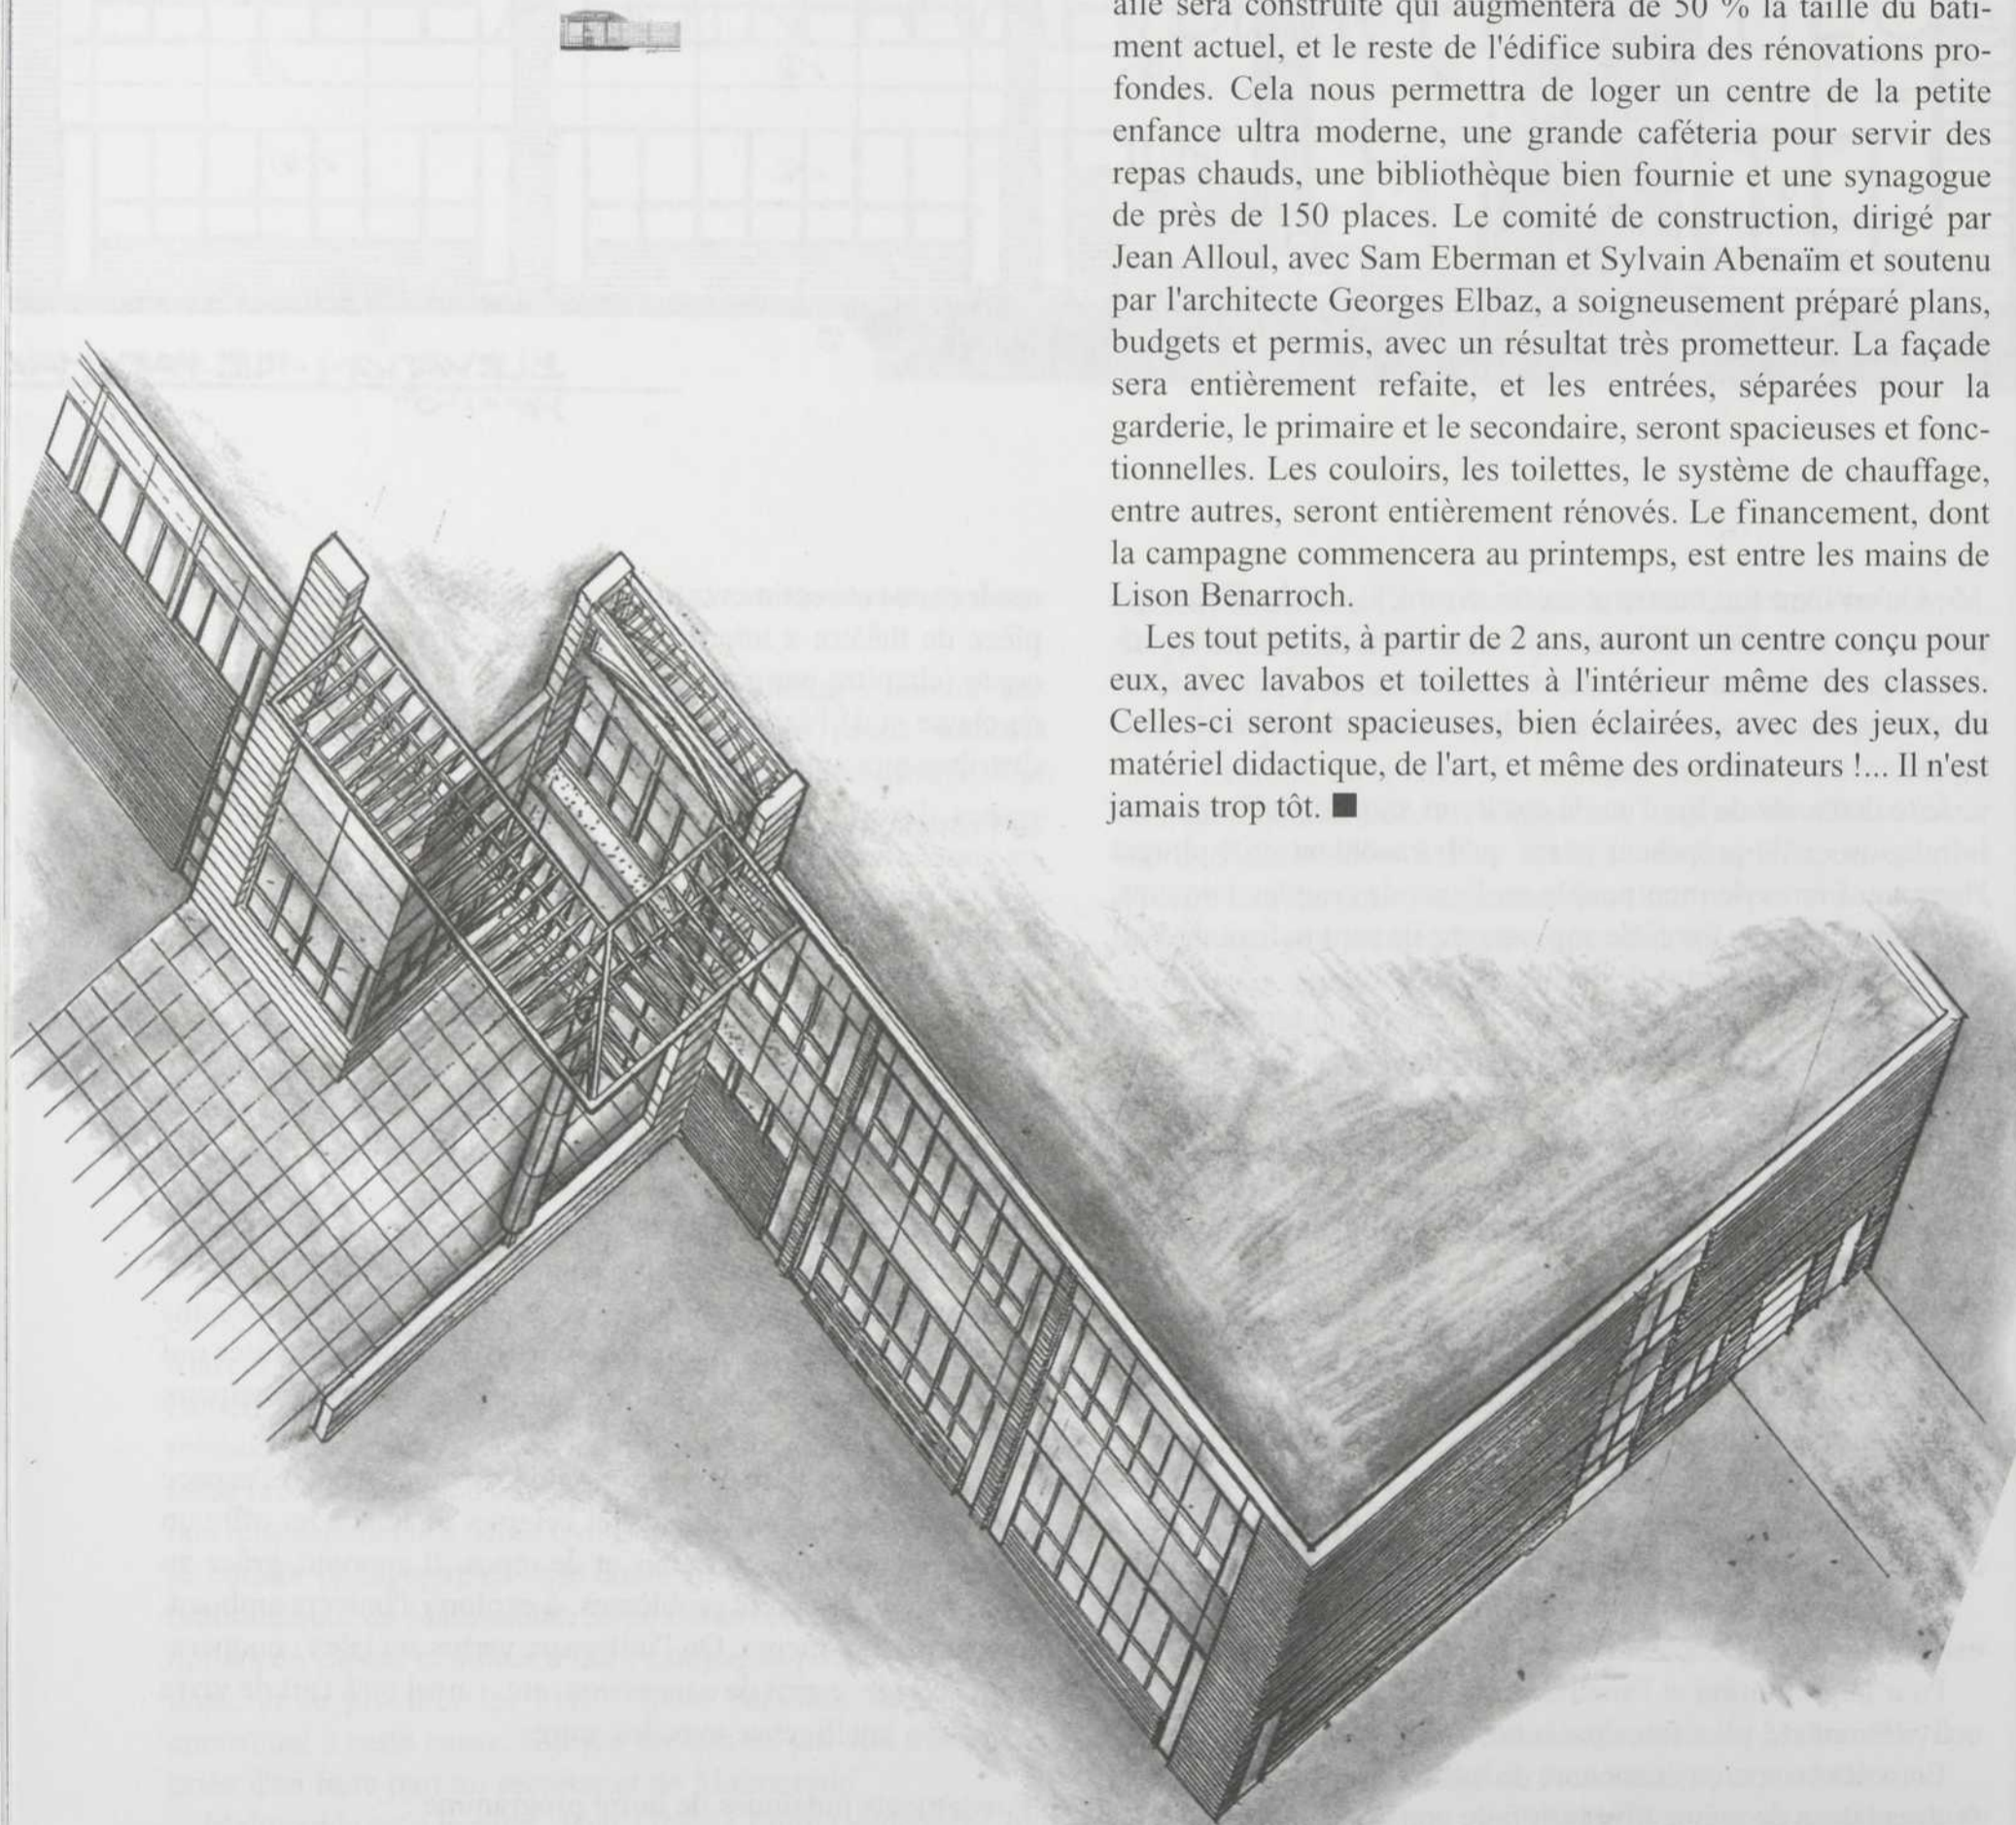 aile sera construite qui augmentera de 50 % la taille du bâti-
ment actuel, et le reste de l'édifice subira des rénovations pro-
fondes. Cela nous permettra de loger un centre de la petite
enfance ultra moderne, une grande caféteria pour servir des
repas chauds, une bibliothèque bien fournie et une synagogue
de près de 150 places. Le comité de construction, dirigé par
Jean Alloul, avec Sam Eberman et Sylvain Abenaïm et soutenu
par l'architecte Georges Elbaz, a soigneusement préparé plans,
budgets et permis, avec un résultat très prometteur. La façade
sera entièrement refaite, et les entrées, séparées pour la
garderie, le primaire et le secondaire, seront spacieuses et fonc-
tionnelles. Les couloirs, les toilettes, le système de chauffage,
entre autres, seront entièrement rénovés. Le financement, dont
la campagne commencera au printemps, est entre les mains de
Lison Benarroch.
Les tout petits, à partir de 2 ans, auront un centre conçu pour
eux, avec lavabos et toilettes à l'intérieur même des classes.
Celles-ci seront spacieuses, bien éclairées, avec des jeux, du
matériel didactique, de l'art, et même des ordinateurs !... Il n'est
jamais trop tôt. ■